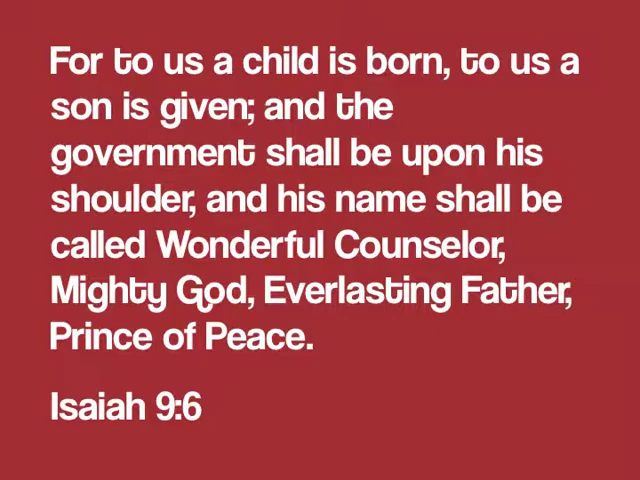 For to us a child is born, to us a
son is given; and the
government shall be upon his
shoulder, and his name shall be
called Wonderful Counselor,
Mighty God, Everlasting Father,
Prince of Peace.
Isaiah 9:6